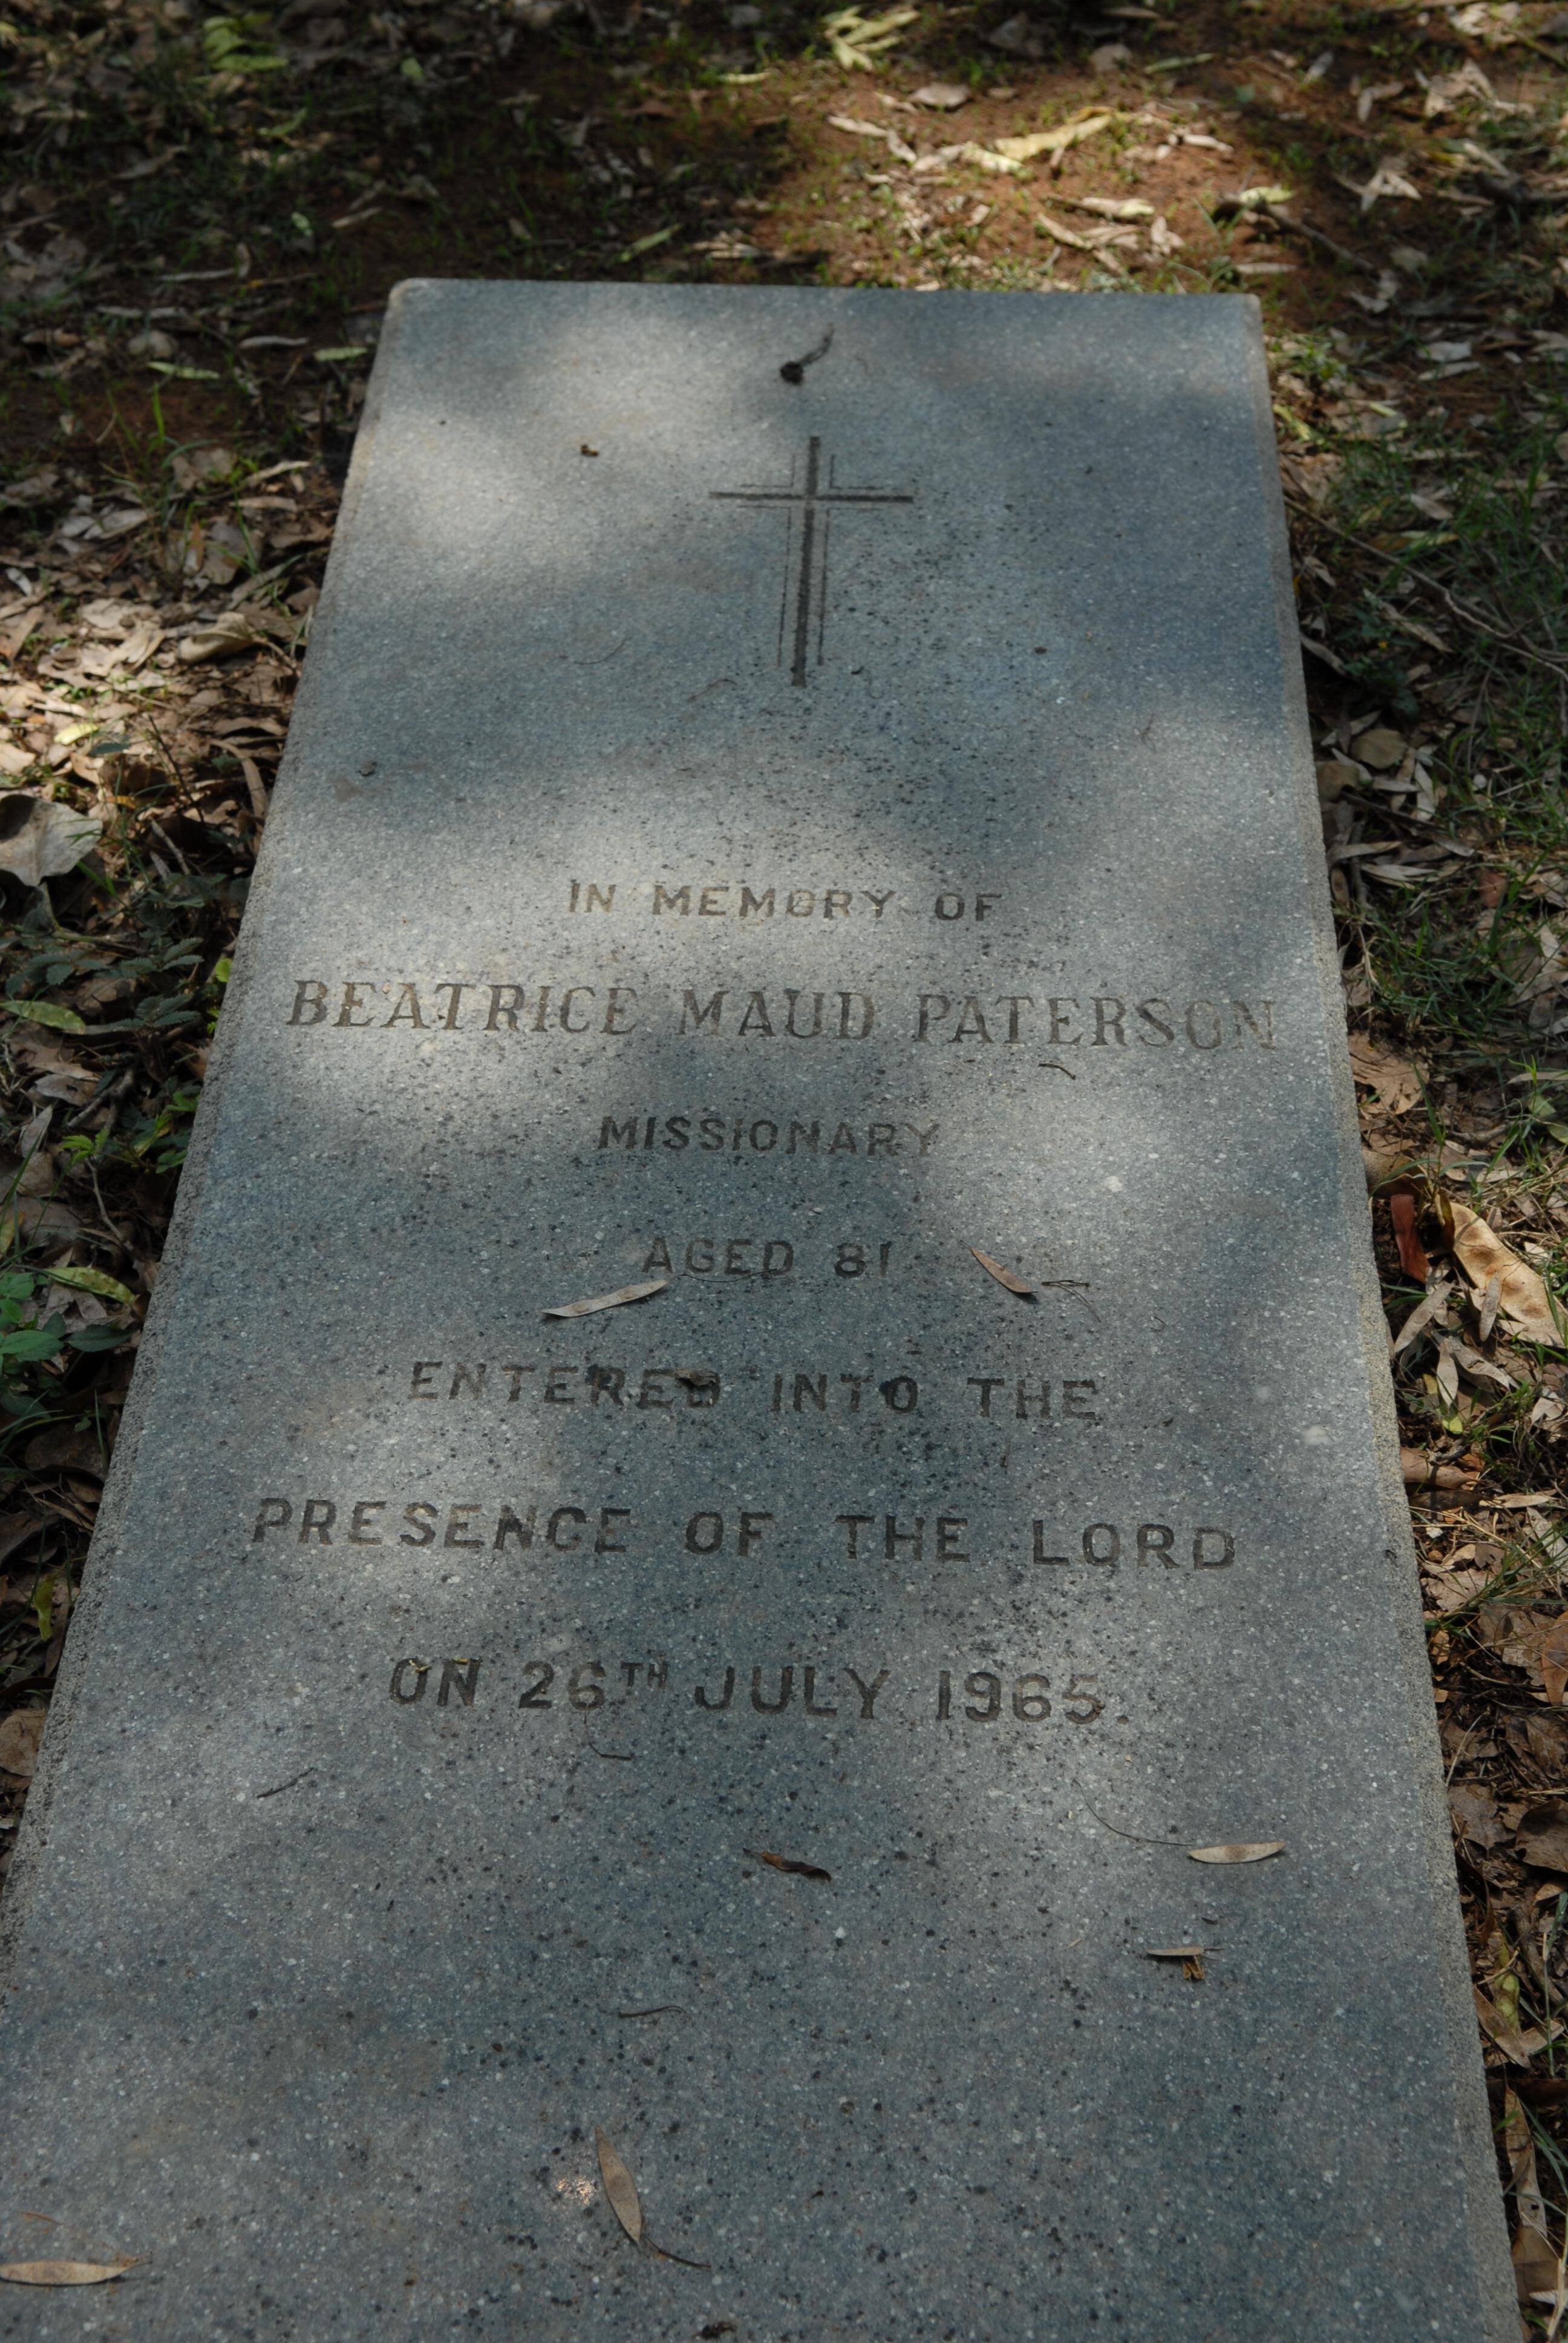 IN MEMORY OF
BEATRICE MAUD PATERSON
MISSIONARY
AGED 81
ENTERED INTO THE
PRESENCE OF THE LORD
ON 26TH JULY 1965.